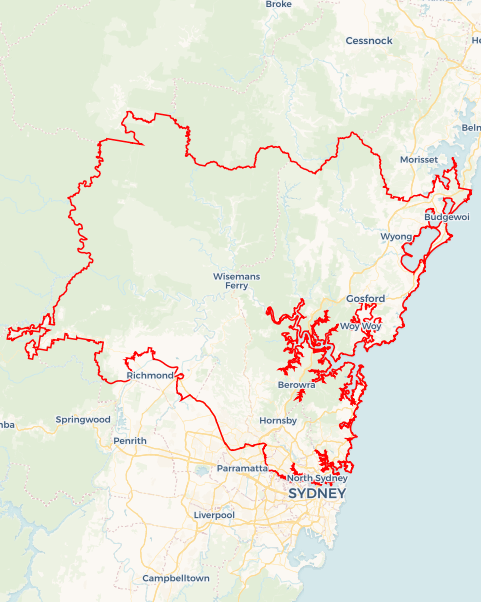 Broke
Cessnock
Morisset
Budgewoi
Wyong
Wisemans
Ferry
Gosford
Woy Woy
Richmond
Berowra
Springwood
Hornsby
Penrith
Parramatta
North Sydney
SYDNEY
Liverpool
Campbelltown